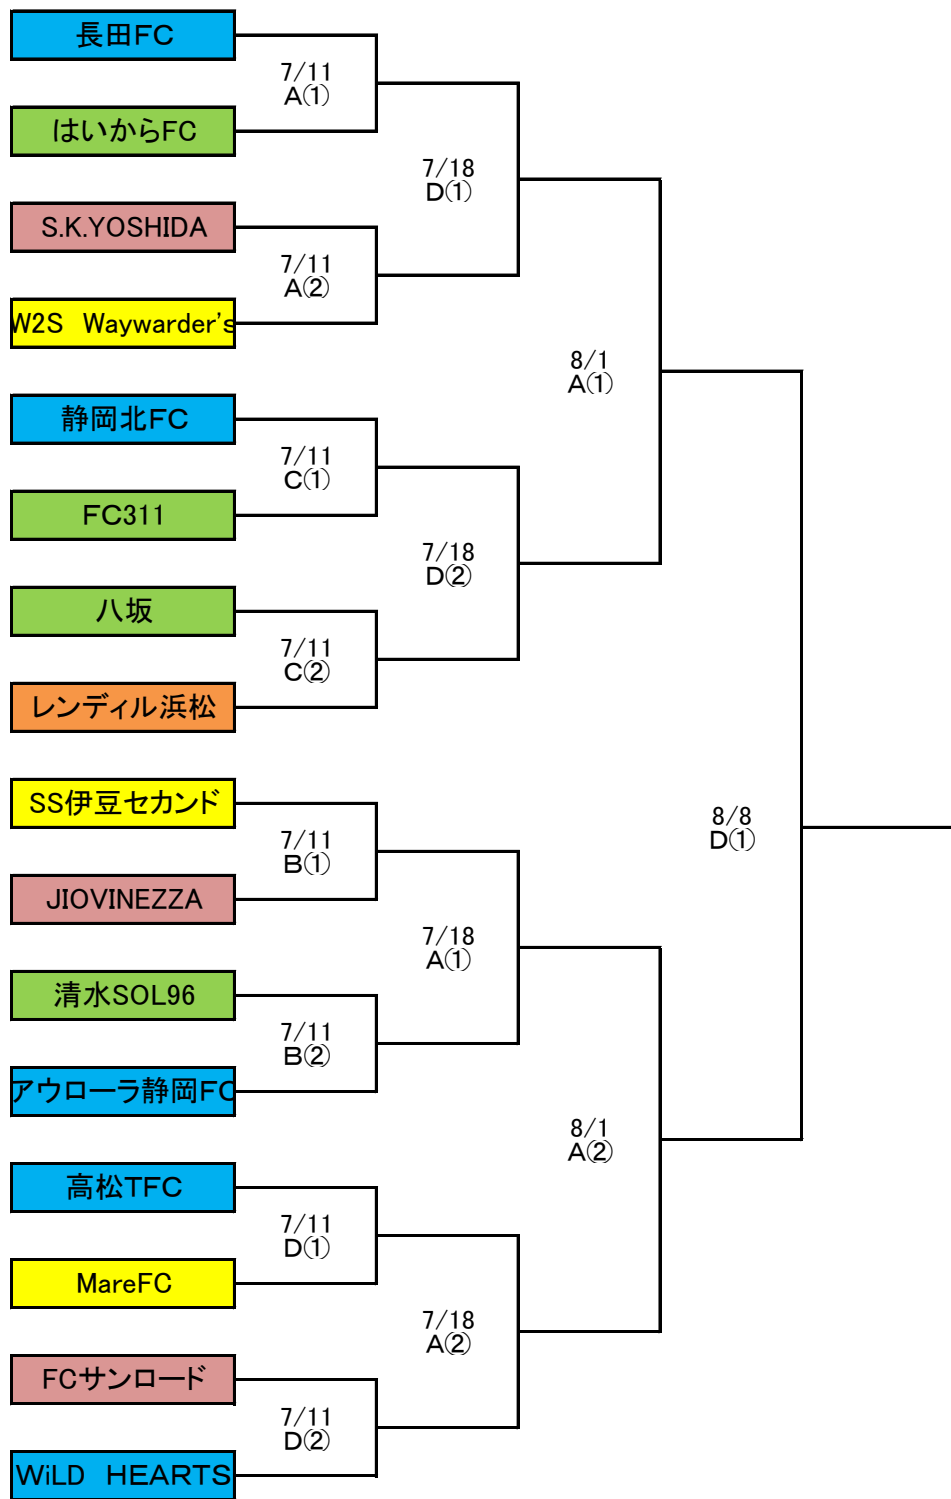 長田FC
7/11
A①
はいからFC
7/18
D①
S.K.YOSHIDA
7/11
A②
W2S　Waywarder's
8/1
A①
静岡北FC
7/11
C①
FC311
7/18
D②
八坂
7/11
C②
レンディル浜松
SS伊豆セカンド
8/8
D①
7/11
B①
JIOVINEZZA
7/18
A①
清水SOL96
7/11
B②
アウローラ静岡FC
8/1
A②
高松TFC
7/11
D①
MareFC
7/18
A②
FCサンロード
7/11
D②
WiLD　HEARTS